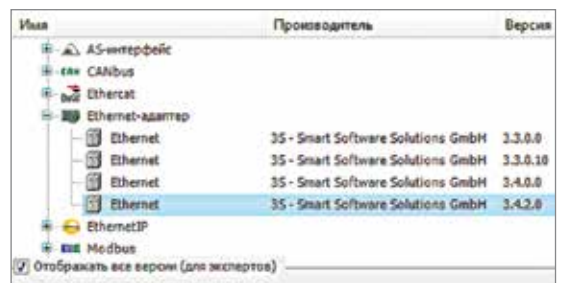 Имя Производитель Версия
AS-интерфейс
CAN CANbus
Ethercat
Ethernet-адаптер
Ethernet 3S - Smart Software Solutions GmbH 3.3.0.0
Ethernet 3S - Smart Software Solutions GmbH 3.3.0.10
Ethernet 3S - Smart Software Solutions GmbH 3.4.0.0
Ethernet 3S - Smart Software Solutions GmbH 3.4.2.0
EthernetIP
Modbus
Отображать все версии (для экспертов)